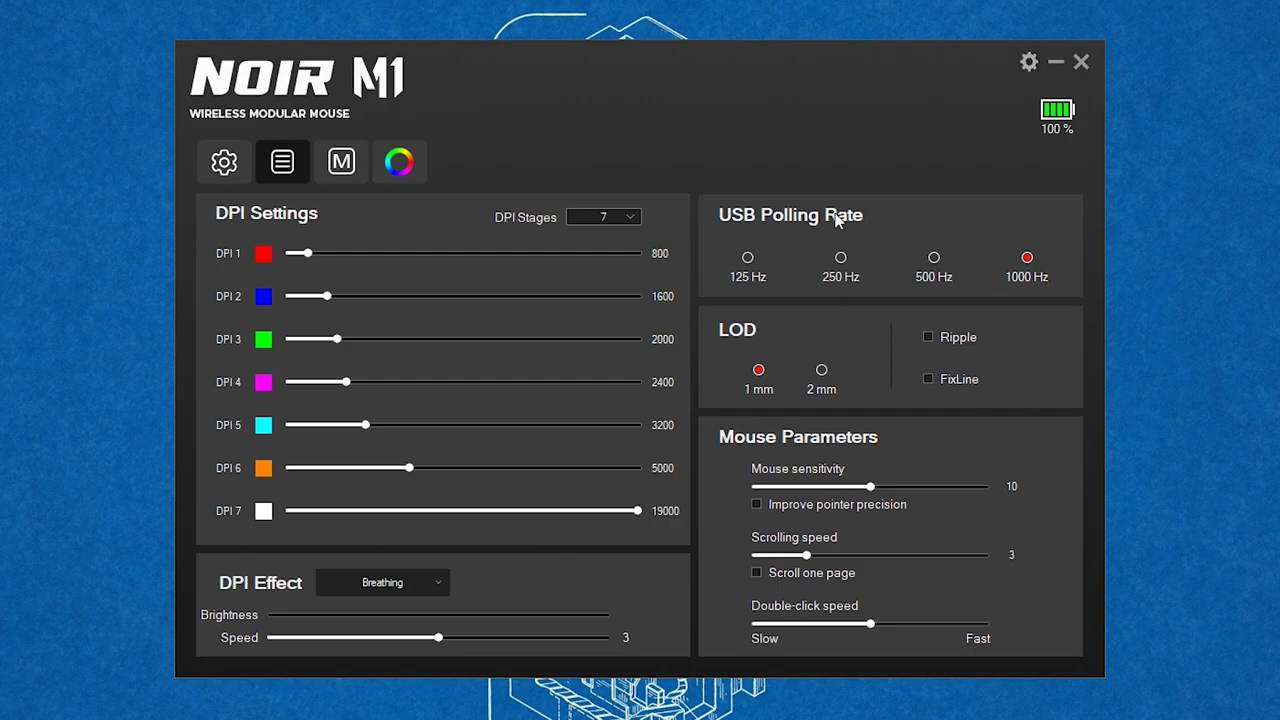 NOIR M1
WIRELESS MODULAR MOUSE
100 %
M
DPI Settings
DPI Stages 7
DPI 1 800
DPI 2 1600
DPI 3 2000
DPI 4 2400
DPI 5 3200
DPI 6 5000
DPI 7 19000
DPI Effect Breathing
Brightness
Speed 3
USB Polling Rate
125 Hz 250 Hz 500 Hz 1000 Hz
LOD
1 mm 2 mm
Ripple
FixLine
Mouse Parameters
Mouse sensitivity
10
Improve pointer precision
Scrolling speed
3
Scroll one page
Double-click speed
Slow Fast